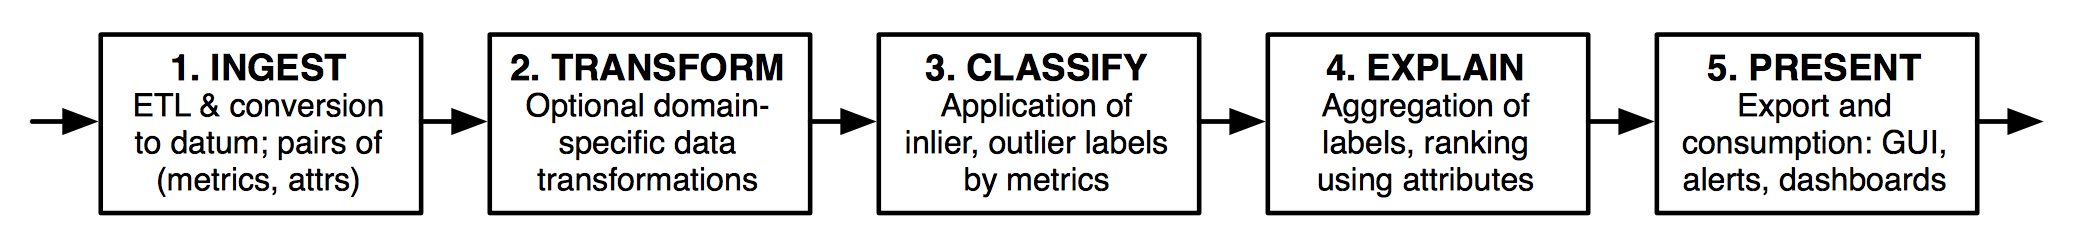 1. INGEST
ETL & conversion
to datum; pairs of
(metrics, attrs)
2. TRANSFORM
Optional domain-
specific data
transformations
3. CLASSIFY
Application of
inlier, outlier labels
by metrics
4. EXPLAIN
Aggregation of
labels, ranking
using attributes
5. PRESENT
Export and
consumption: GUI,
alerts, dashboards